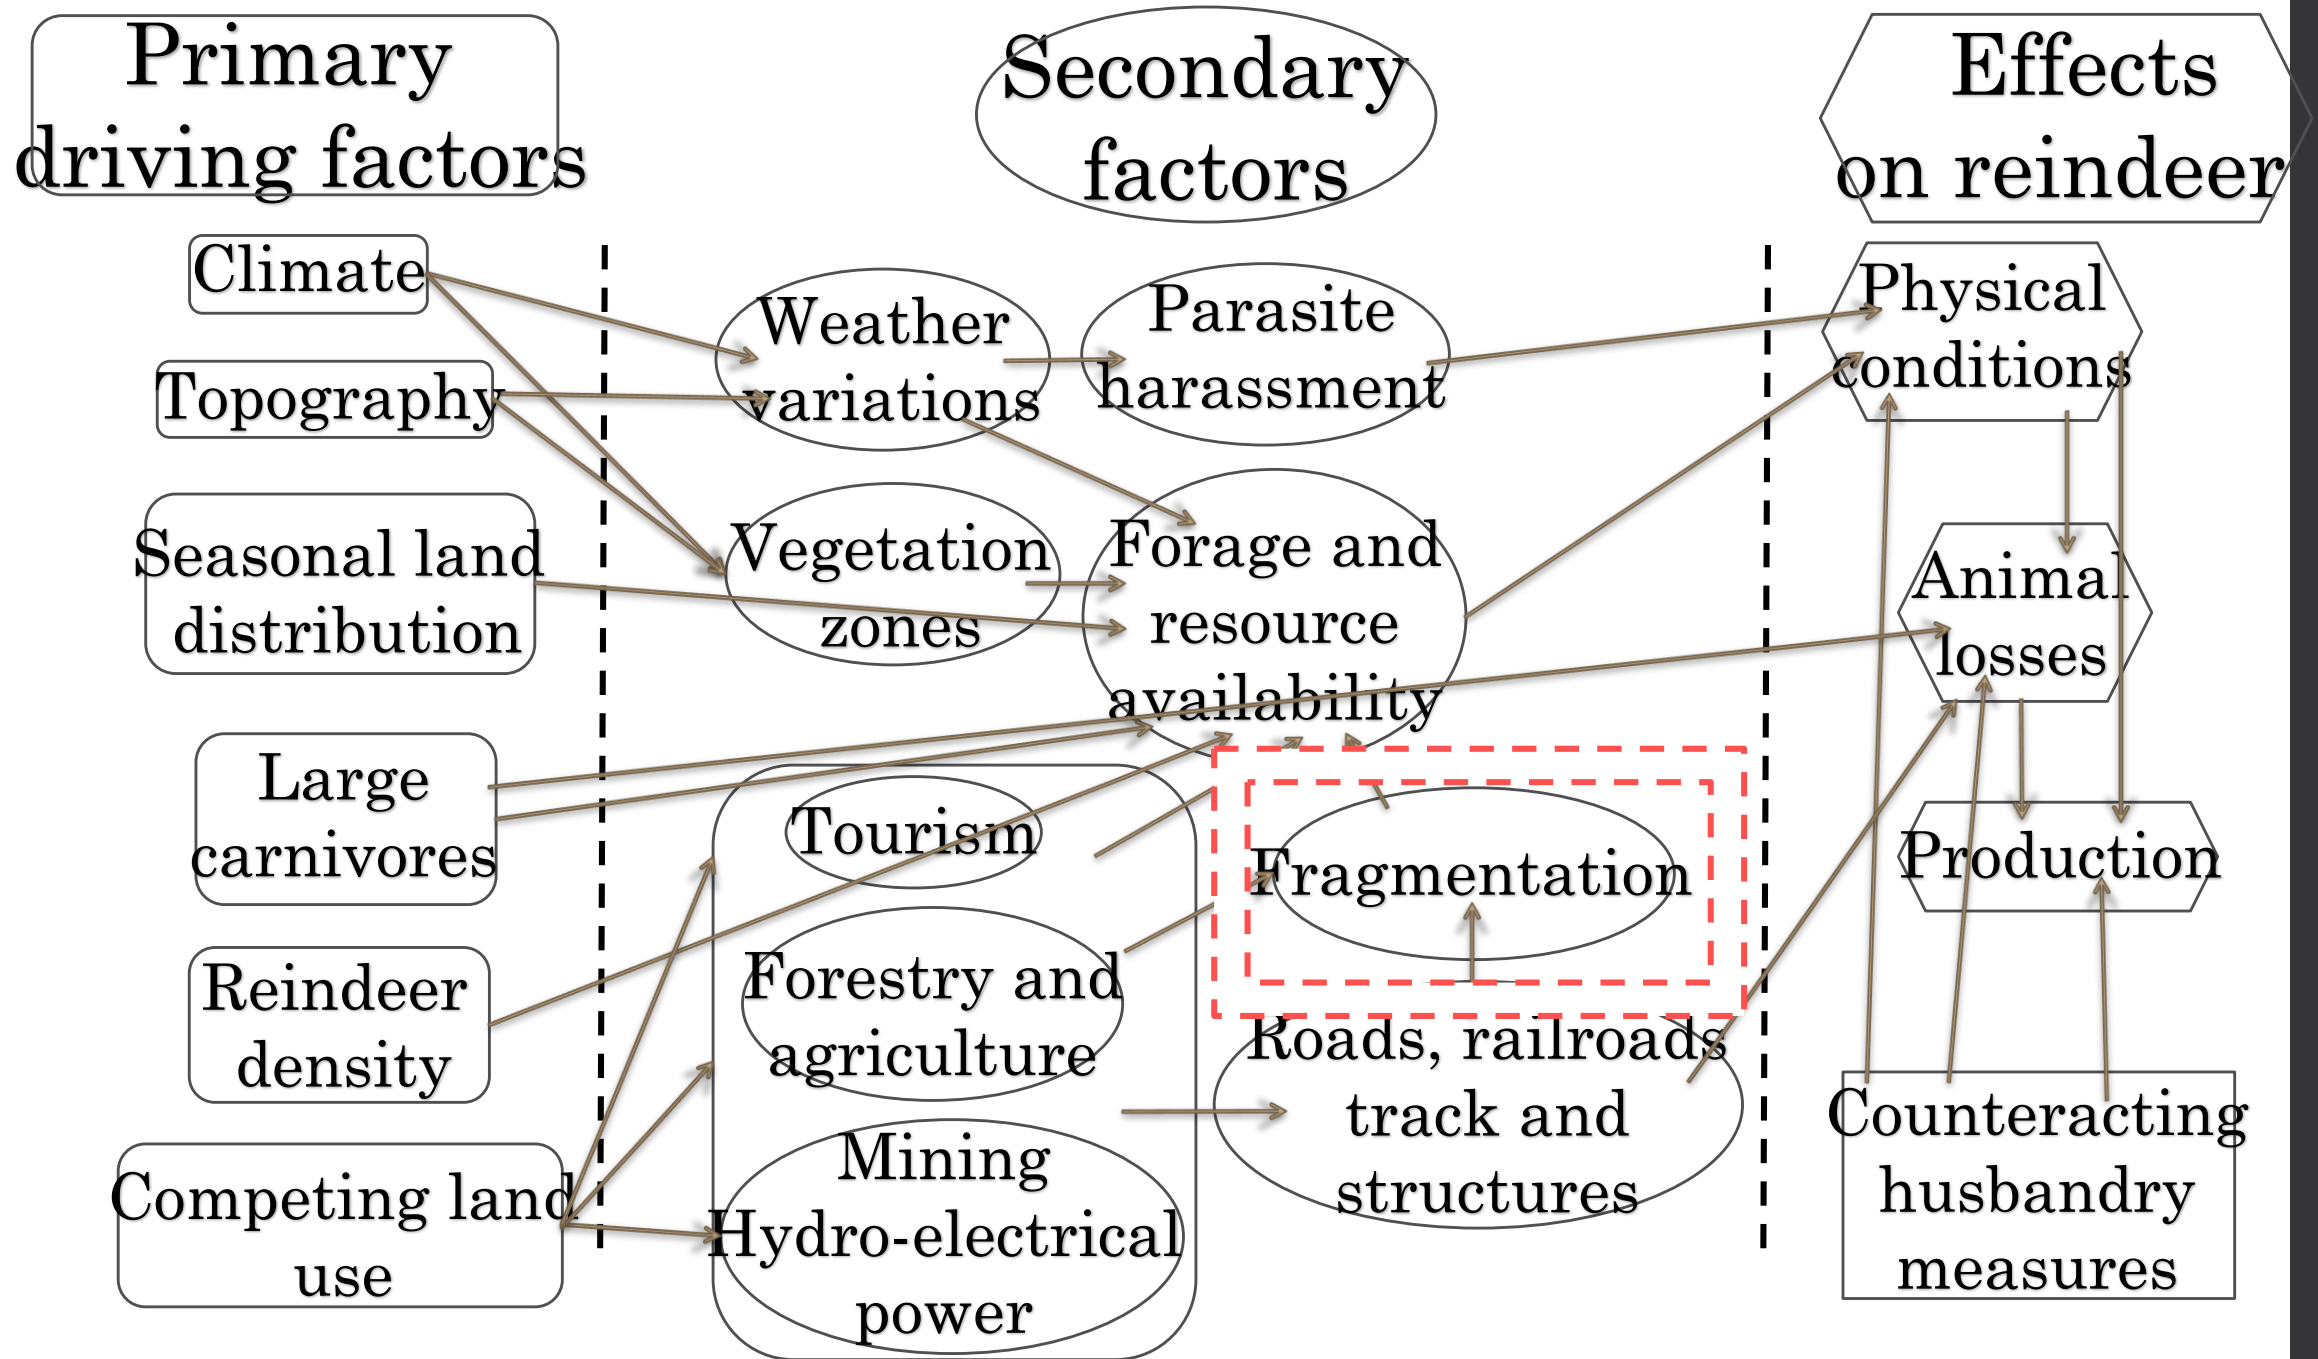 Primary
driving factors
Secondary
factors
Effects
on reindeer
Climate
Topography
Seasonal land
distribution
Large
carnivores
Reindeer
density
Competing land
use
Weather
variations
Parasite
harassment
Vegetation
zones
Forage and
resource
availability
Tourism
Forestry and
agriculture
Mining
Hydro-electrical
power
Fragmentation
Roads, railroads
track and
structures
Physical
conditions
Animal
losses
Production
Counteracting
husbandry
measures